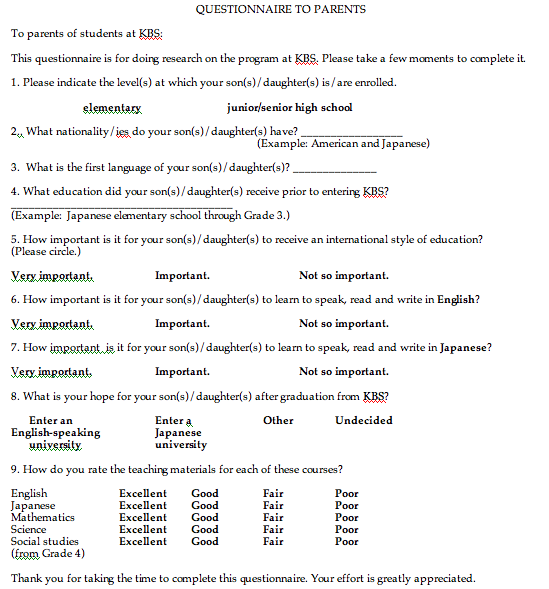 QUESTIONNAIRE TO PARENTS
To parents of students at KBS:
This questionnaire is for doing research on the program at KBS. Please take a few moments to complete it.
1. Please indicate the level(s) at which your son(s)/daughter(s) is/are enrolled.
elementary junior/senior high school
2.. What nationality/ies do your son(s)/daughter(s) have? _________________
(Example: American and Japanese)
3. What is the first language of your son(s)/daughter(s)? ______________
4. What education did your son(s)/daughter(s) receive prior to entering KBS?
_____________________________________
(Example: Japanese elementary school through Grade 3.)
5. How important is it for your son(s)/daughter(s) to receive an international style of education?
(Please circle.)
Very important. Important. Not so important.
6. How important is it for your son(s)/daughter(s) to learn to speak, read and write in English?
Very important. Important. Not so important.
7. How important is it for your son(s)/daughter(s) to learn to speak, read and write in Japanese?
Very important. Important. Not so important.
8. What is your hope for your son(s)/daughter(s) after graduation from KBS?
Enter an Enter a Other Undecided
English-speaking Japanese
university university
9. How do you rate the teaching materials for each of these courses?
English Excellent Good Fair Poor
Japanese Excellent Good Fair Poor
Mathematics Excellent Good Fair Poor
Science Excellent Good Fair Poor
Social studies Excellent Good Fair Poor
(from Grade 4)
Thank you for taking the time to complete this questionnaire. Your effort is greatly appreciated.